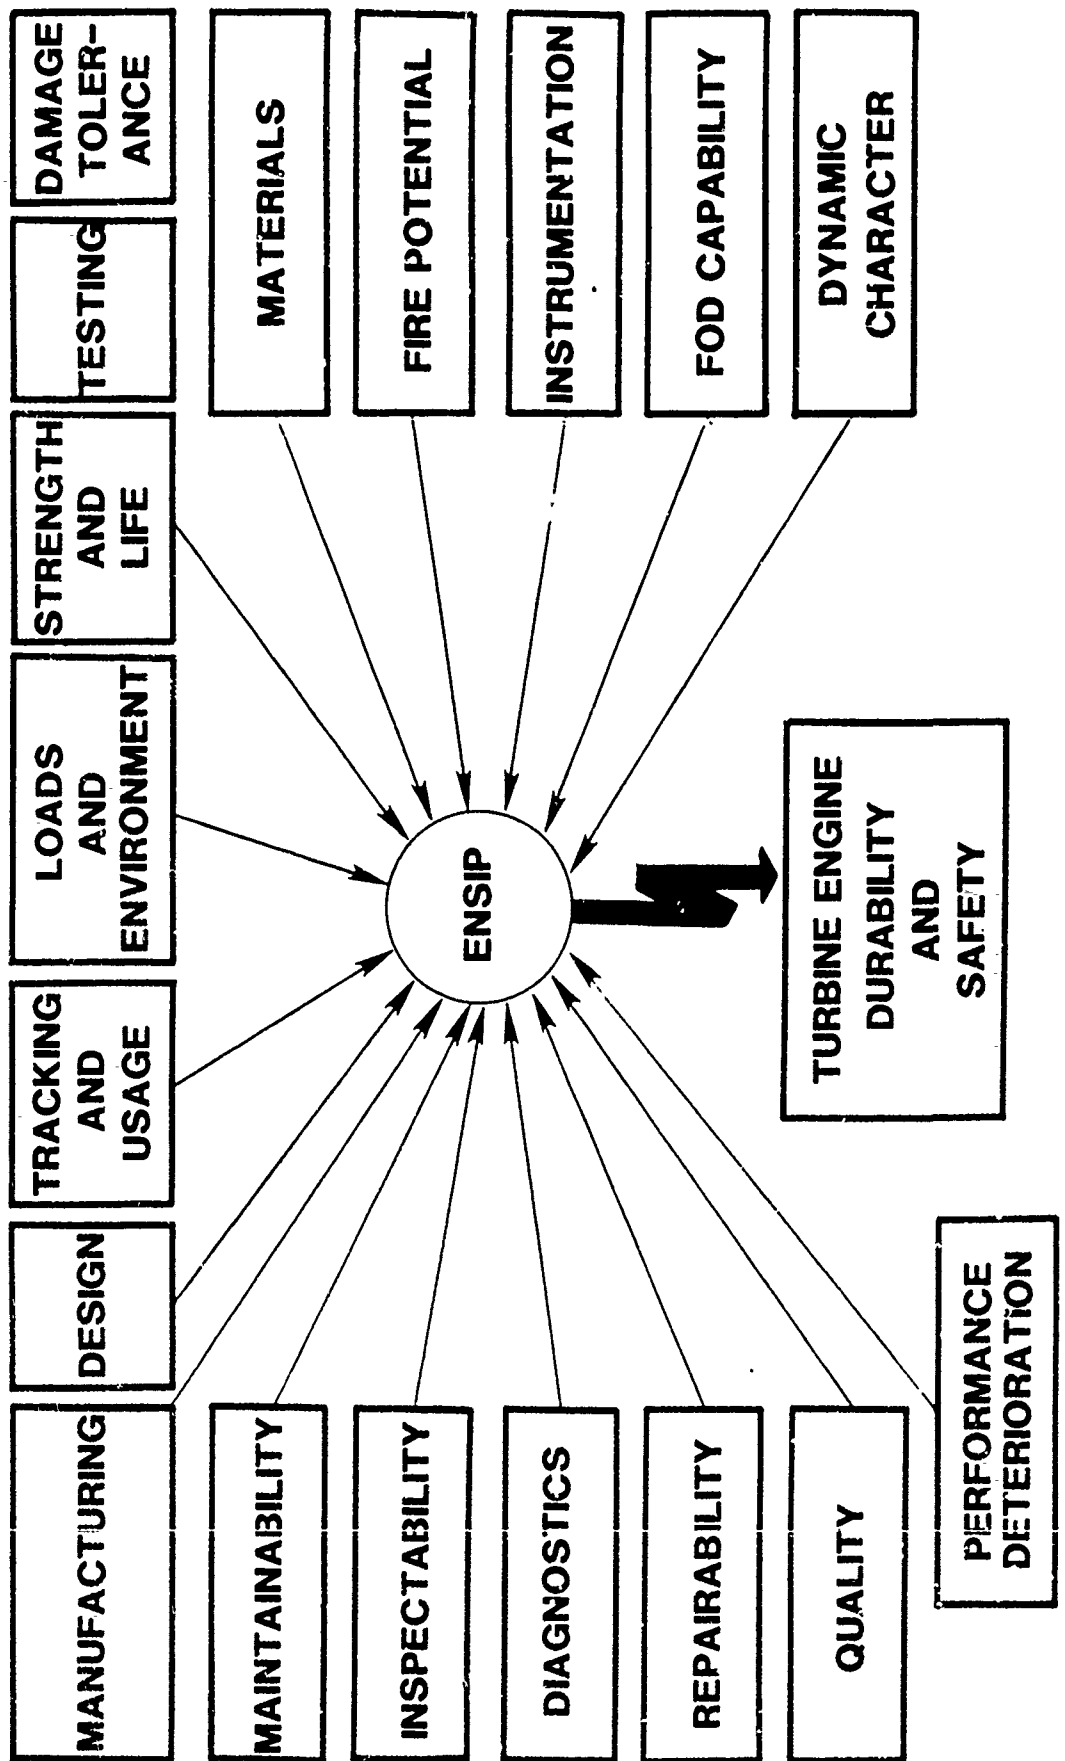 MANUFACTURING
DESIGN
TRACKING
AND
USAGE
LOADS
AND
ENVIRONMENT
STRENGTH
AND
LIFE
TESTING
DAMAGE
TOLER-
ANCE
MAINTAINABILITY
INSPECTABILITY
DIAGNOSTICS
REPAIRABILITY
QUALITY
PERFORMANCE
DETERIORATION
ENSIP
MATERIALS
FIRE POTENTIAL
INSTRUMENTATION
FOD CAPABILITY
DYNAMIC
CHARACTER
TURBINE ENGINE
DURABILITY
AND
SAFETY